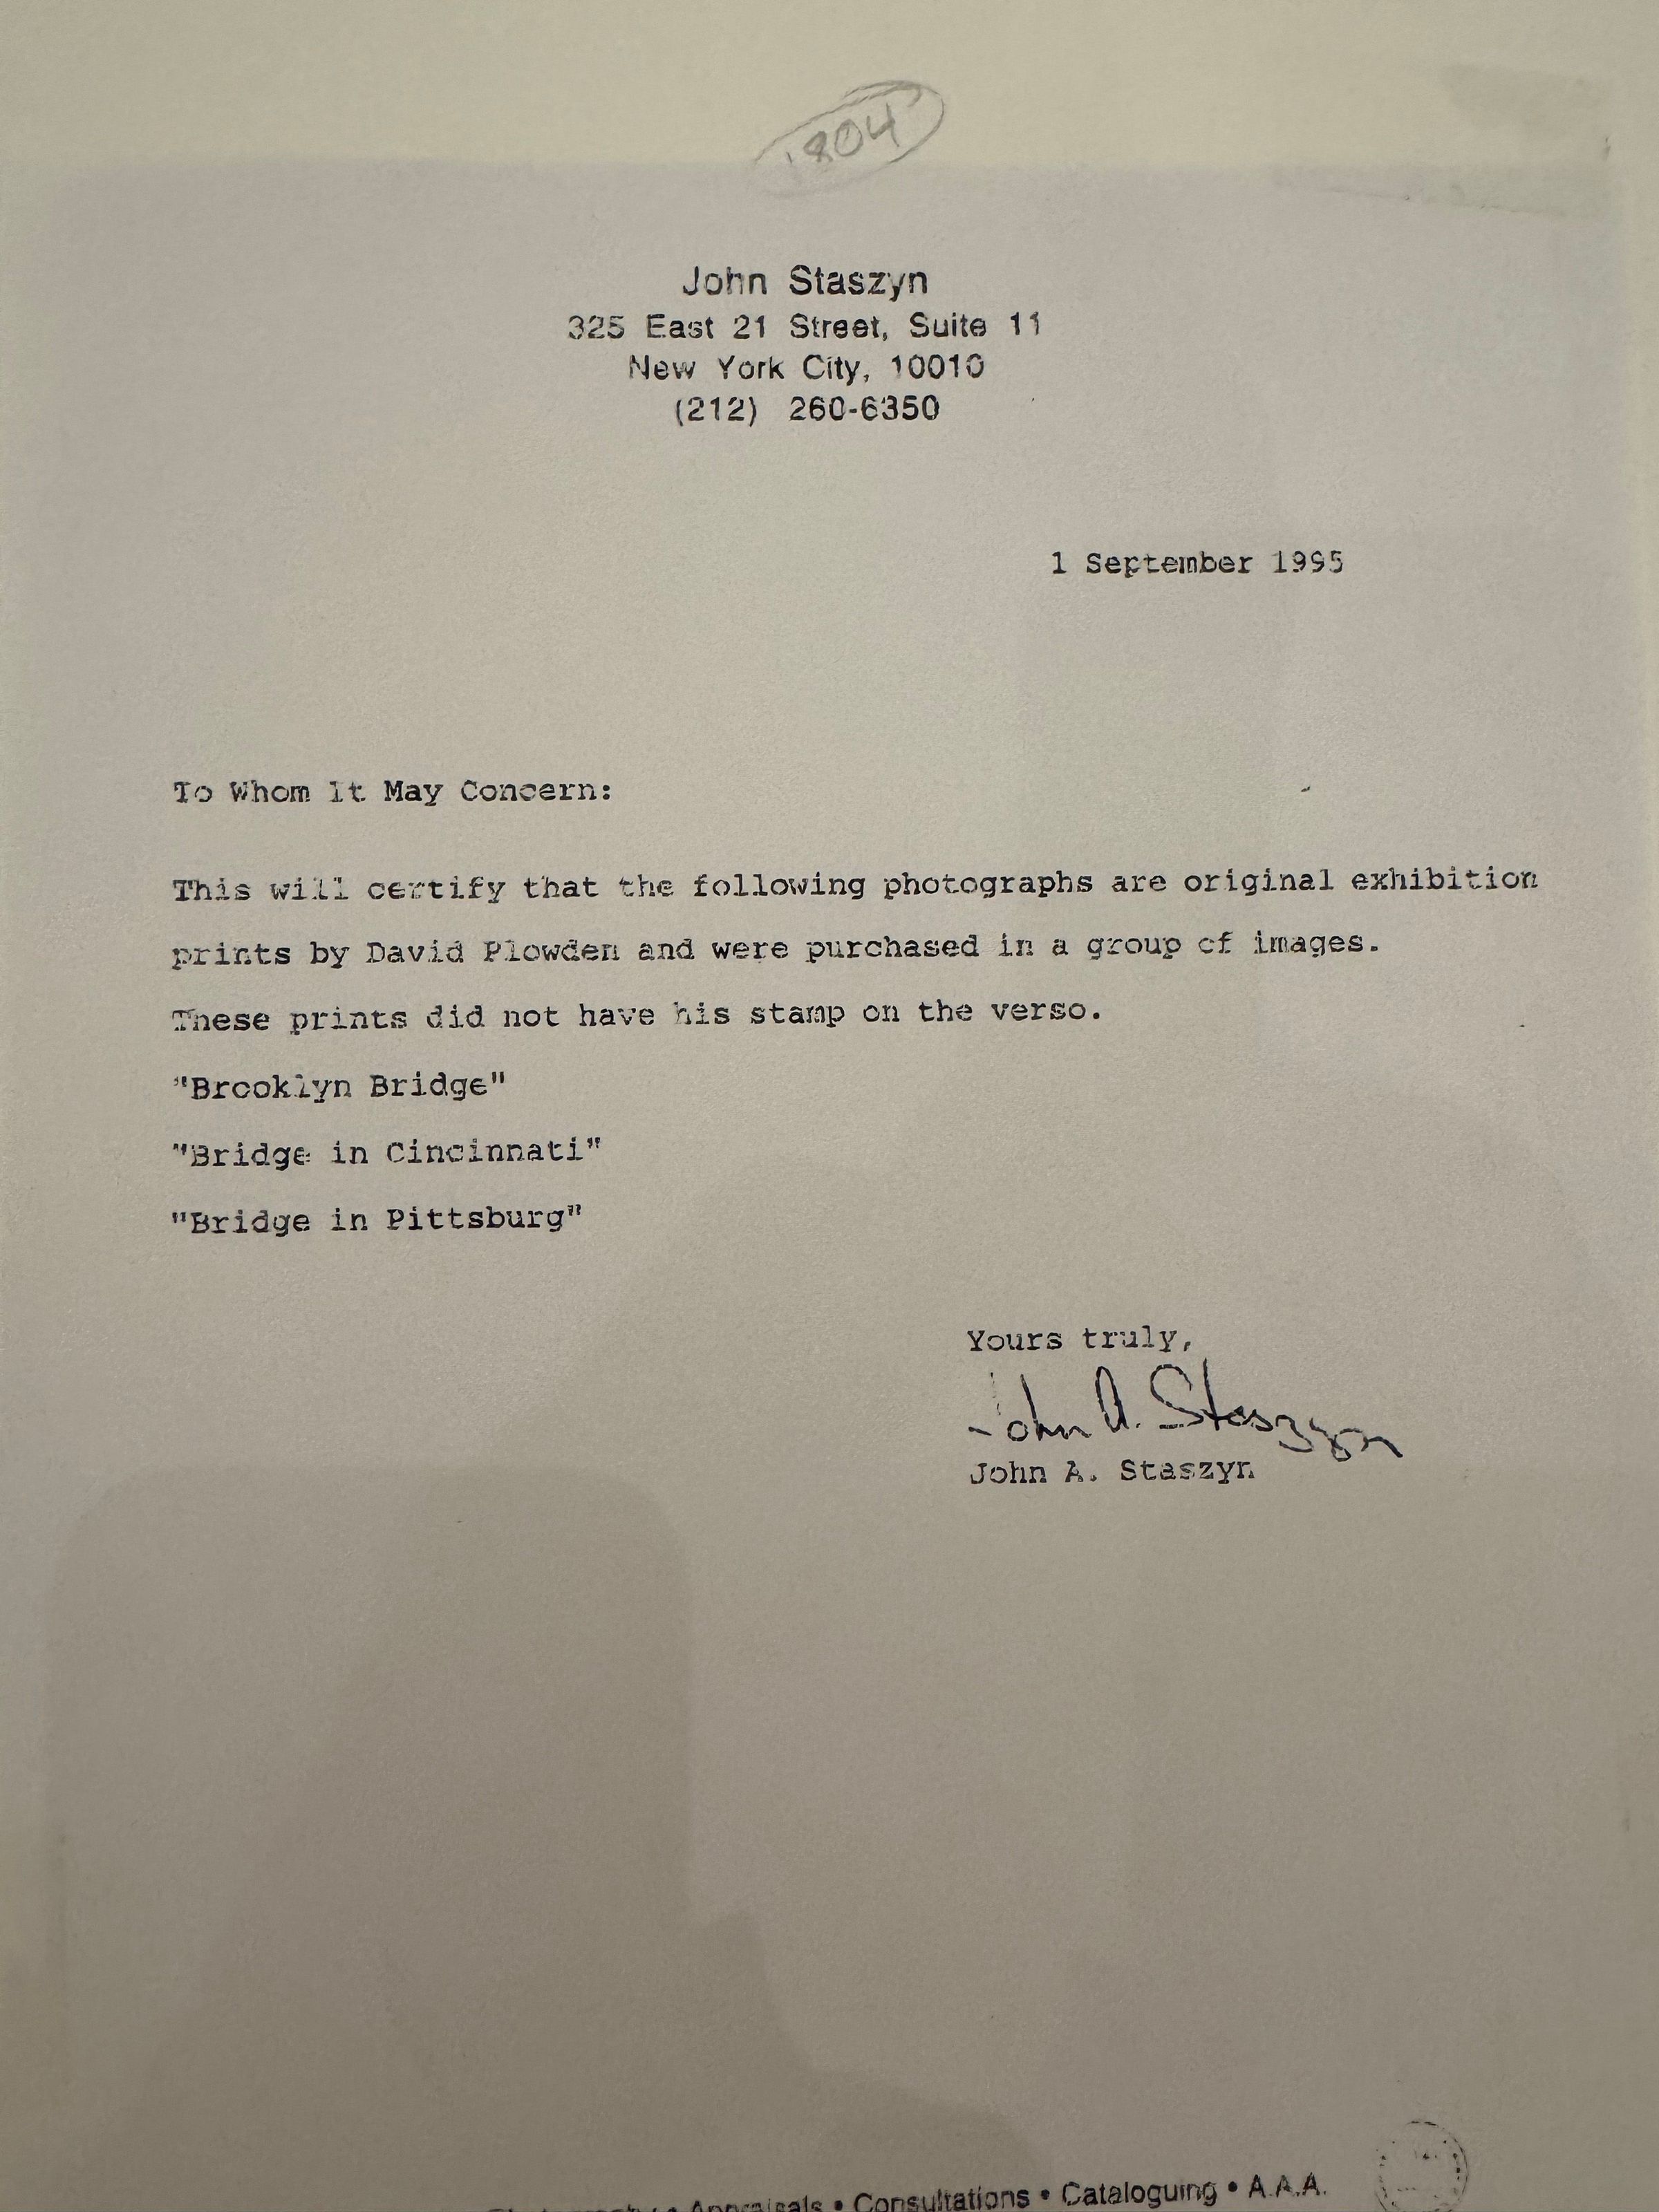 1804
John Staszyn
325 East 21 Street, Suite 11
New York City, 10010
(212) 260-6350
1 September 1995
To Whom It May Concern:
This will certify that the following photographs are original exhibition
prints by David Plowden and were purchased in a group of images.
These prints did not have his stamp on the verso.
"Brooklyn Bridge"
"Bridge in Cincinnati"
"Bridge in Pittsburg"
Yours truly,
John A. Staszyn
John A. Staszyn
Photography • Appraisals • Consultations • Cataloguing • A.A.A.